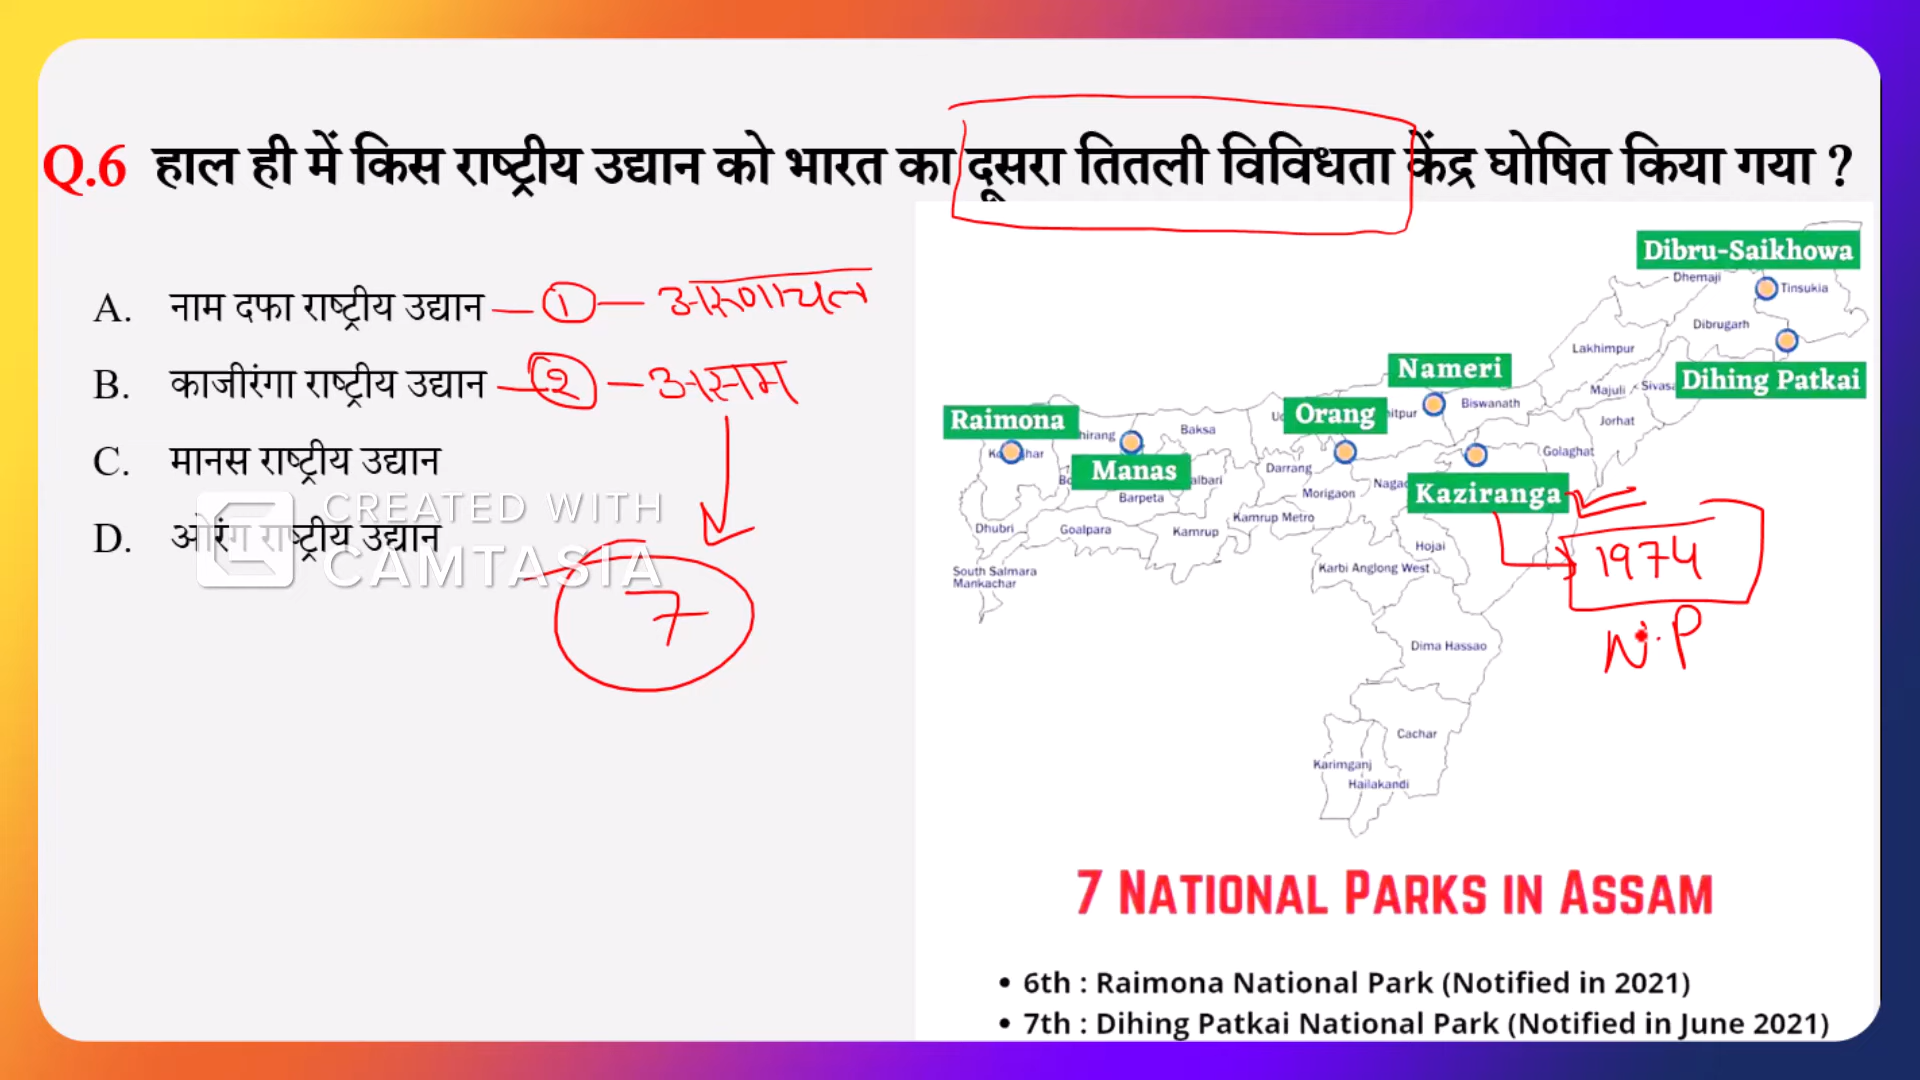 Q.6 हाल ही में किस राष्ट्रीय उद्यान को भारत का दूसरा तितली विविधता केंद्र घोषित किया गया ?
A. नाम दफा राष्ट्रीय उद्यान – १ – अरुणाचल
B. काजीरंगा राष्ट्रीय उद्यान – २ – असम
C. मानस राष्ट्रीय उद्यान
D. ओरंग राष्ट्रीय उद्यान
CREATED WITH
CAMTASIA
7
Dibru-Saikhowa
Dhemaji
Tinsukia
Dibrugarh
Lakhimpur
Nameri
Dihing Patkai
Majuli
Biswanath
Orang
Raimona
Baksa
Jorhat
Golaghat
Manas
Darrang
Barpeta
Morigaon
Kaziranga
Dhubri
Goalpara
Kamrup
Kamrup Metro
Hojai
1974
Karbi Anglong West
South Salmara
Mankachar
N.P
Dima Hassao
Cachar
Karimganj
Hailakandi
7 NATIONAL PARKS IN ASSAM
• 6th : Raimona National Park (Notified in 2021)
• 7th : Dihing Patkai National Park (Notified in June 2021)